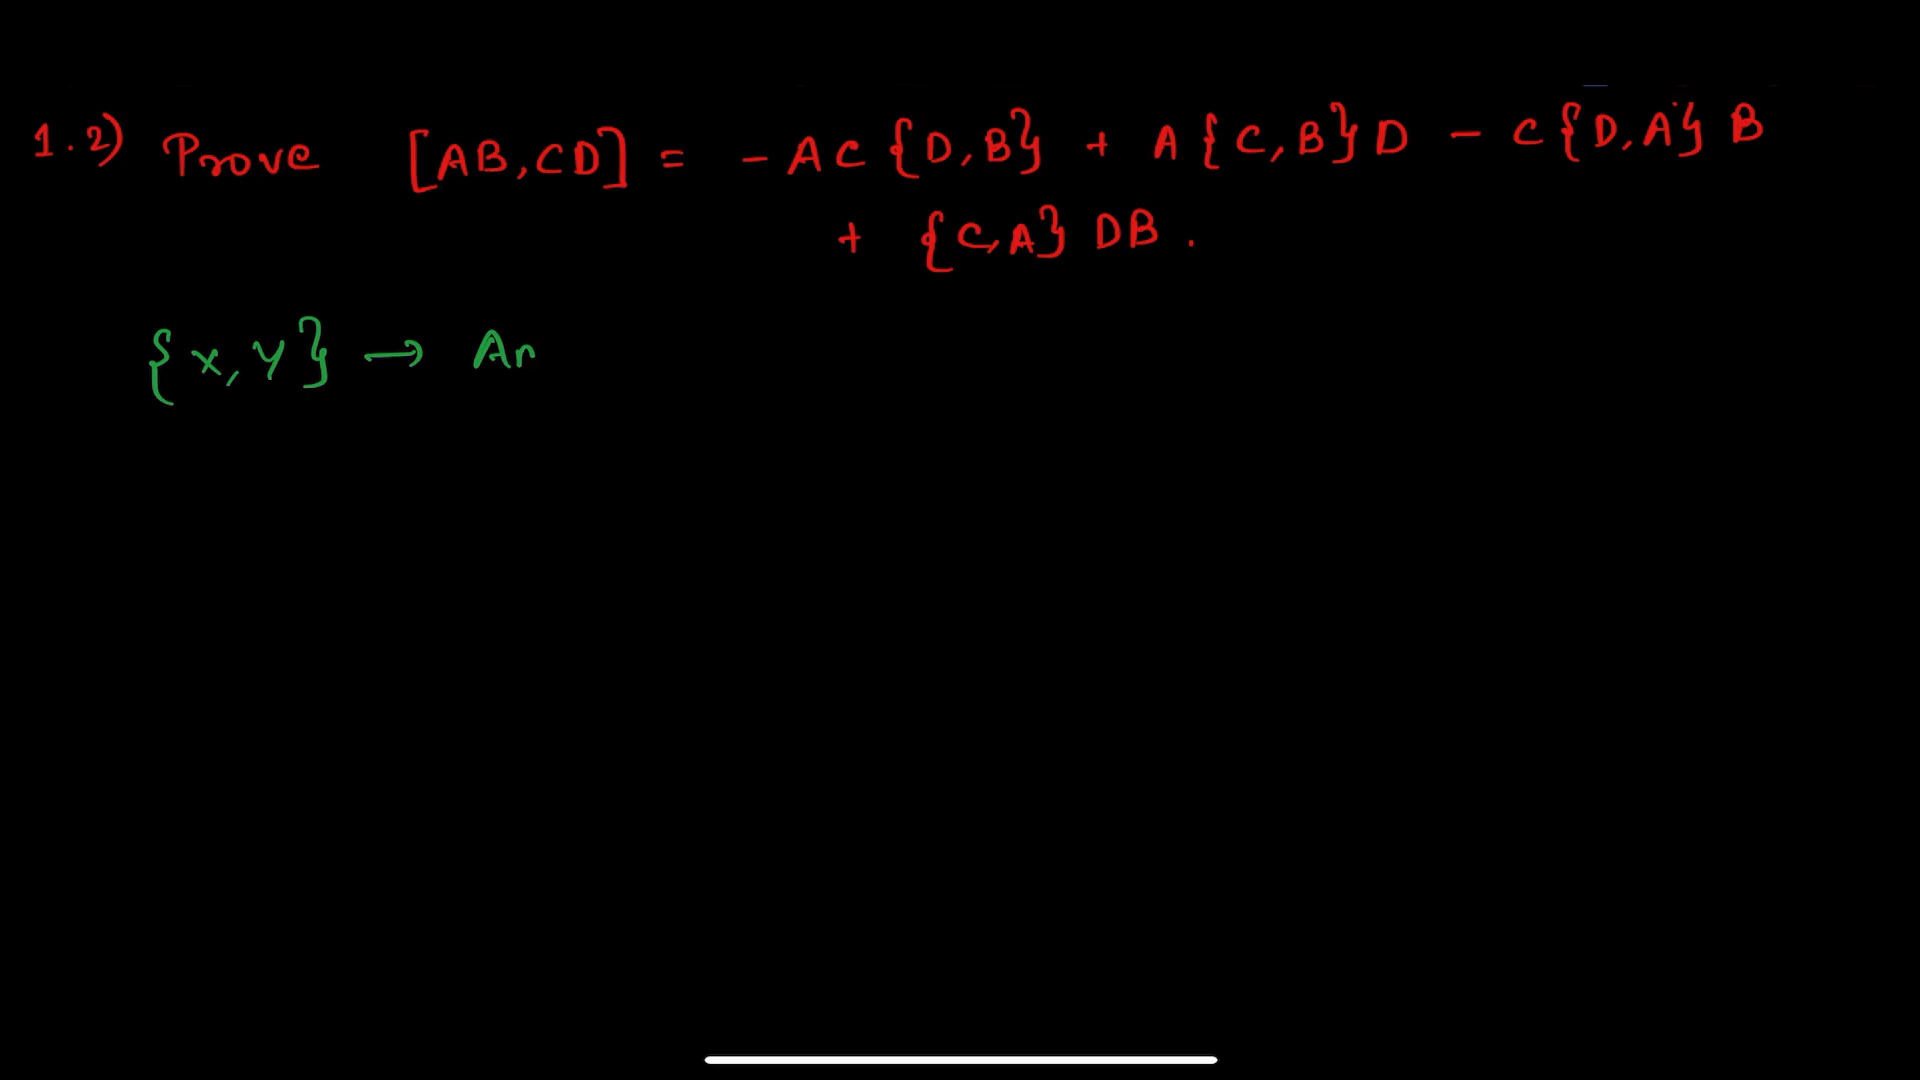 1.2) Prove [AB,CD] = - AC {D,B} + A {C,B} D - C {D,A} B
+ {C,A} DB .
{X,Y} → An